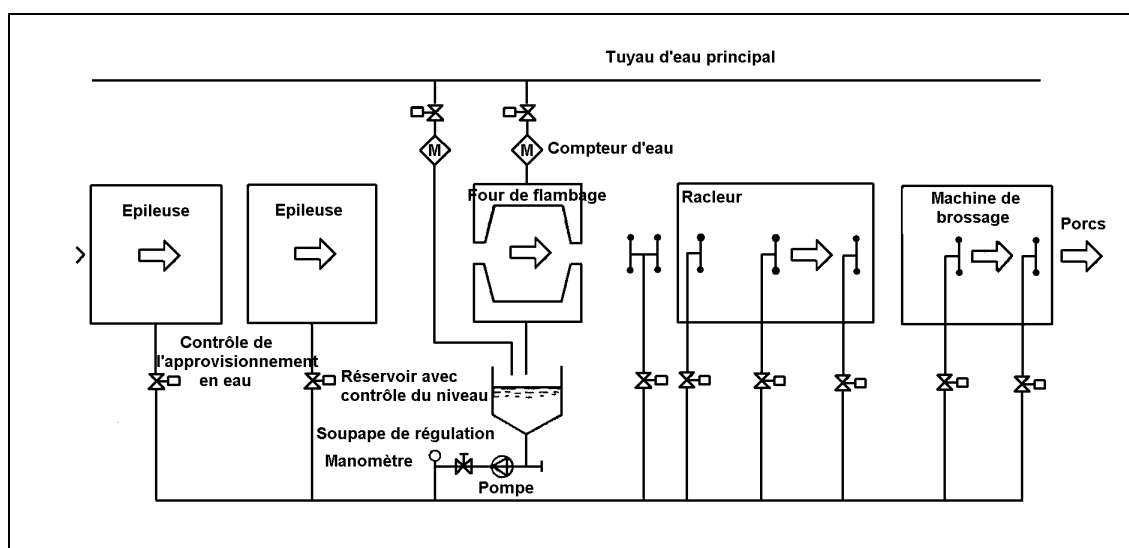 Tuyau d'eau principal
M
M
Compteur d'eau
Four de flambage
Epileuse
Epileuse
Racleur
Machine de
brossage
Porcs
Contrôle de
l'approvisionnement
en eau
Réservoir avec
contrôle du niveau
Soupape de régulation
Manomètre
Pompe